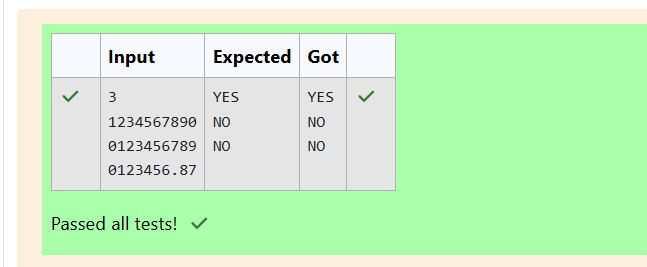 Input Expected Got
3 YES YES
1234567890 NO NO
0123456789 NO NO
0123456.87
Passed all tests!